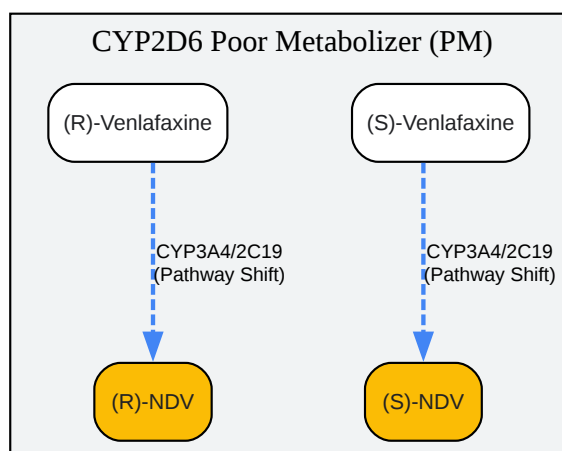 CYP2D6 Poor Metabolizer (PM)
(R)-Venlafaxine
(S)-Venlafaxine
CYP3A4/2C19
(Pathway Shift)
CYP3A4/2C19
(Pathway Shift)
(R)-NDV
(S)-NDV